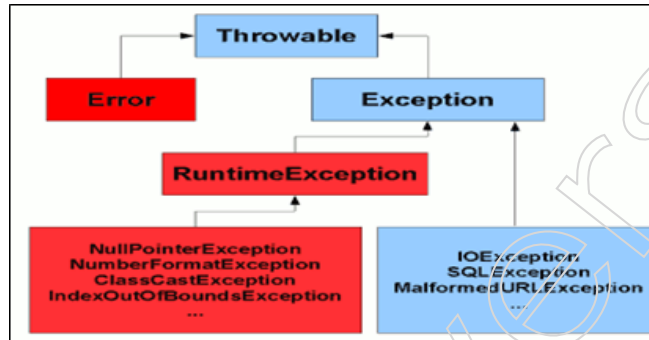 Throwable
Error
Exception
RuntimeException
NullPointerException
NumberFormatException
ClassCastException
IndexOutOfBoundsException
...
IOException
SQLException
MalformedURLException
...